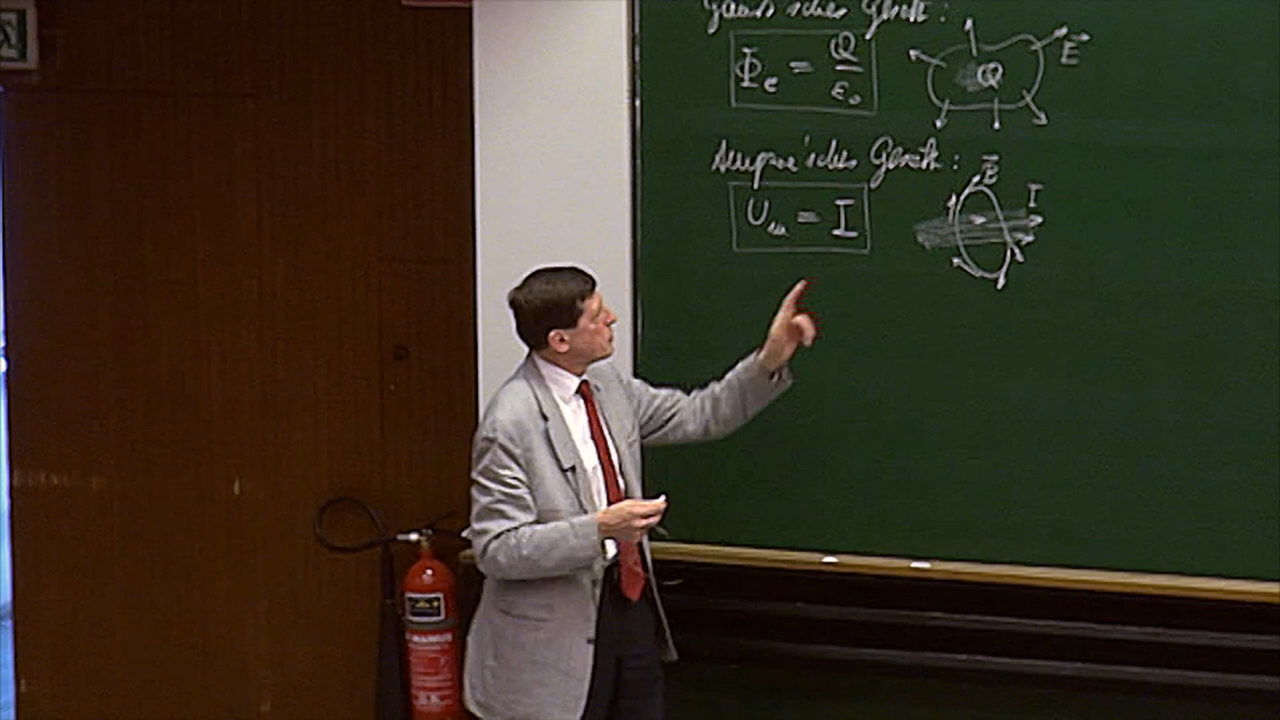 Gauß'sches Gesetz:
Φe = Q/ε₀
Q
E⃗
Ampère'sches Gesetz:
Um = I
B⃗
I